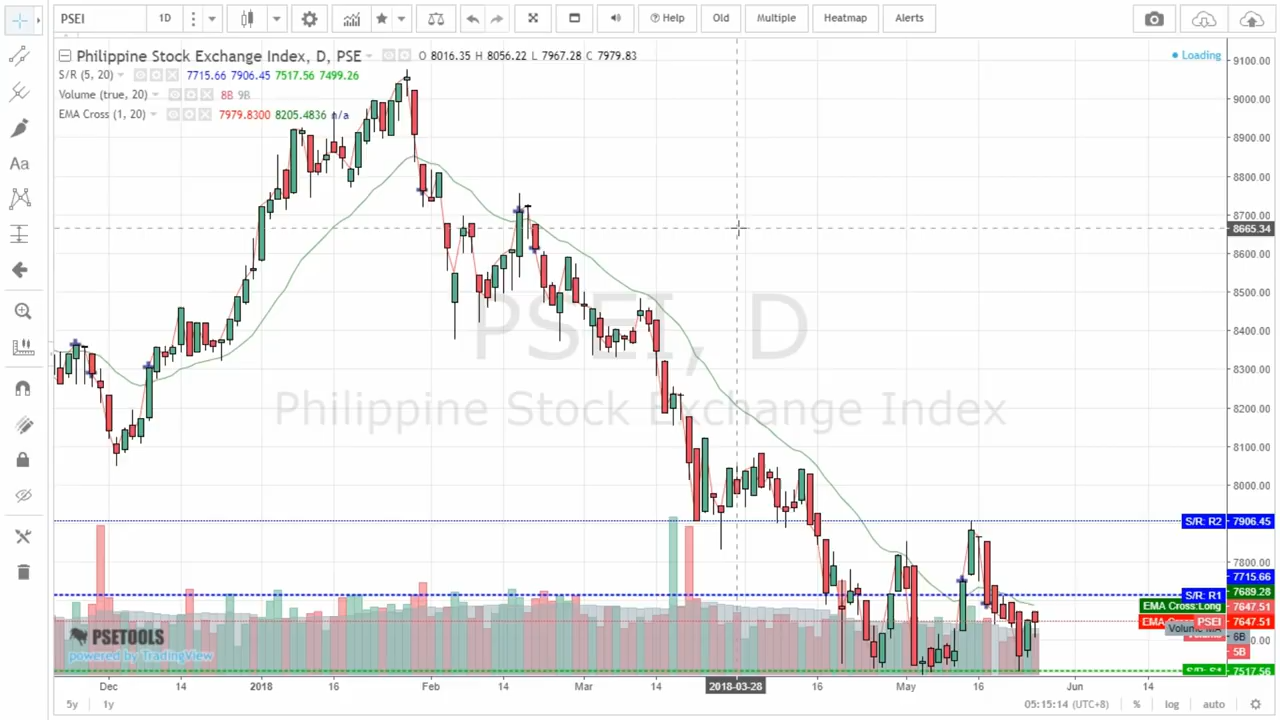 PSEI 1D Help Old Multiple Heatmap Alerts
Philippine Stock Exchange Index, D, PSE O 8016.35 H 8056.22 L 7967.28 C 7979.83
Loading
S/R (5, 20) 7715.66 7906.45 7517.56 7499.26
Volume (true, 20) 8B 9B
EMA Cross (1, 20) 7979.8300 8205.4836 n/a
Aa
9100.00
9000.00
8900.00
8800.00
8700.00
8665.34
8600.00
8500.00
8400.00
8300.00
8200.00
8100.00
8000.00
PSEI, D
Philippine Stock Exchange Index
S/R: R2 7906.45
7800.00
7715.66
S/R: R1 7689.28
EMA Cross:Long 7647.51
PSEI 7647.51
Volume MA 6B
5B
S/R: S1 7517.56
PSETOOLS
powered by TradingView
Dec 14 2018 16 Feb 14 Mar 14 2018-03-28 16 May 16 Jun 14
5y 1y 05:15:14 (UTC+8) % log auto